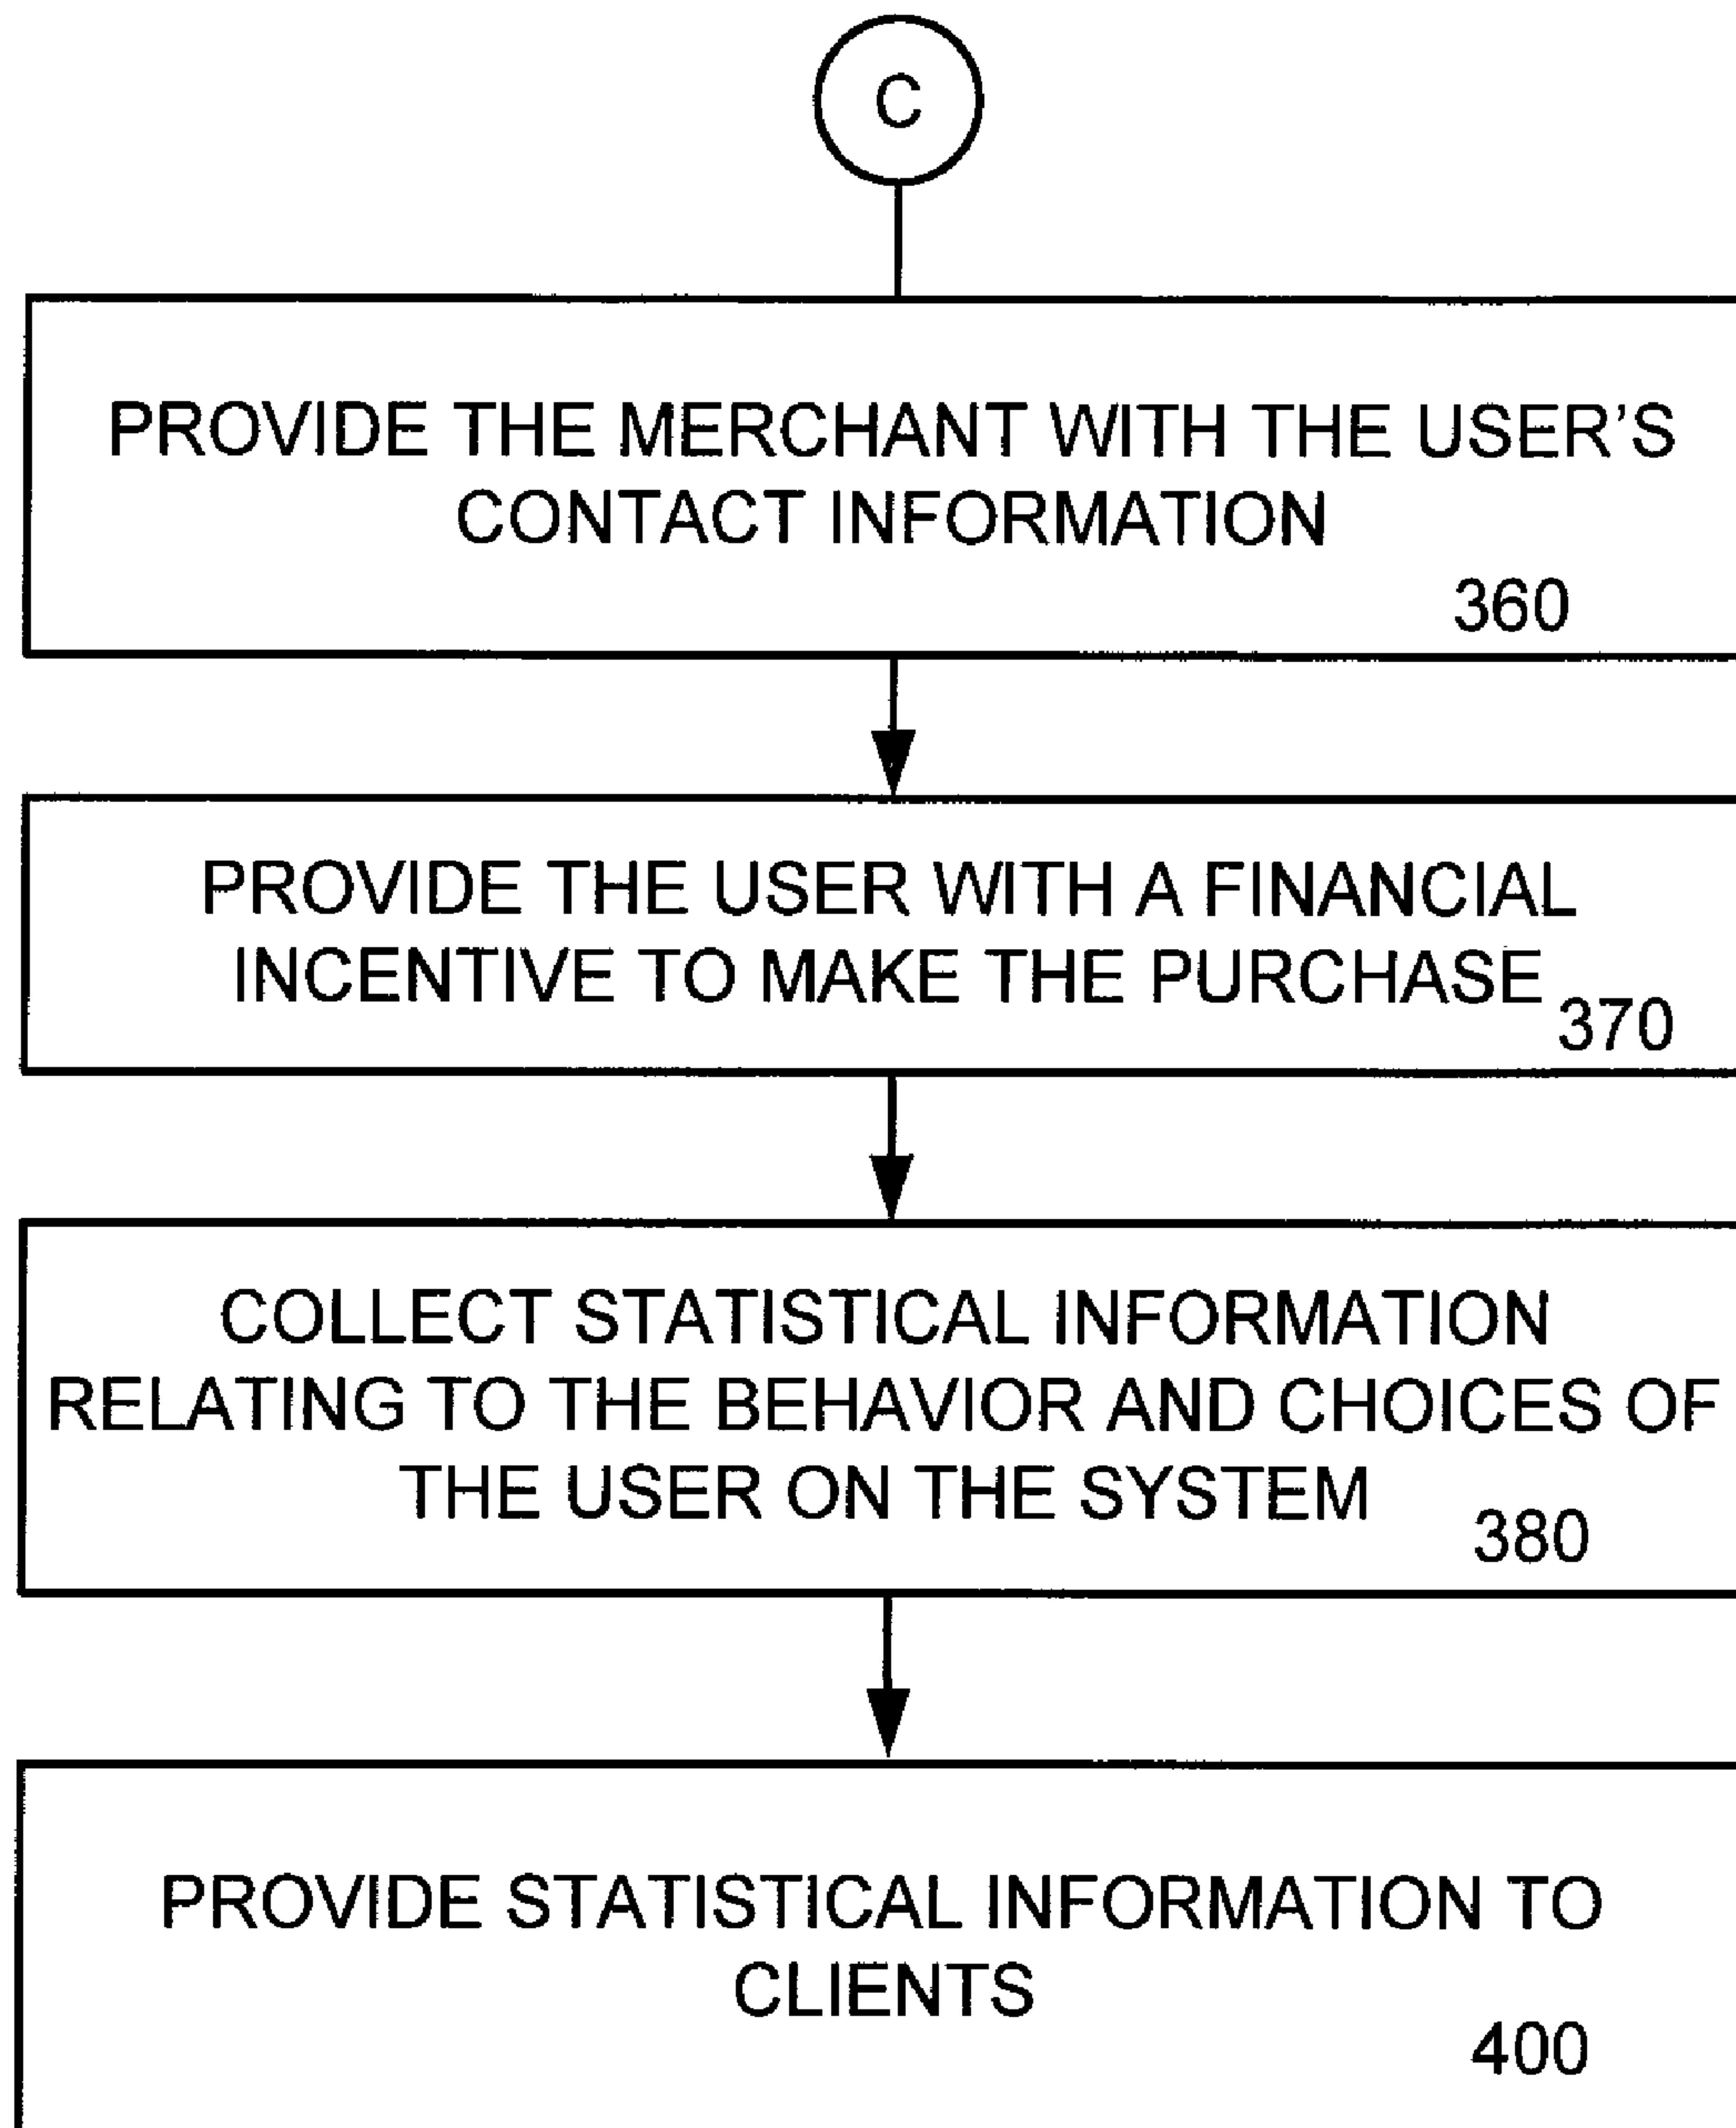 C
PROVIDE THE MERCHANT WITH THE USER'S
CONTACT INFORMATION
360
PROVIDE THE USER WITH A FINANCIAL
INCENTIVE TO MAKE THE PURCHASE
370
COLLECT STATISTICAL INFORMATION
RELATING TO THE BEHAVIOR AND CHOICES OF
THE USER ON THE SYSTEM
380
PROVIDE STATISTICAL INFORMATION TO
CLIENTS
400